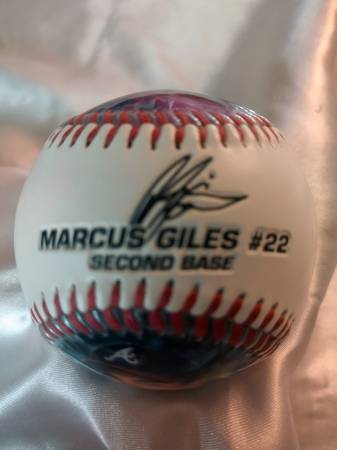 MARCUS GILES #22
SECOND BASE
A